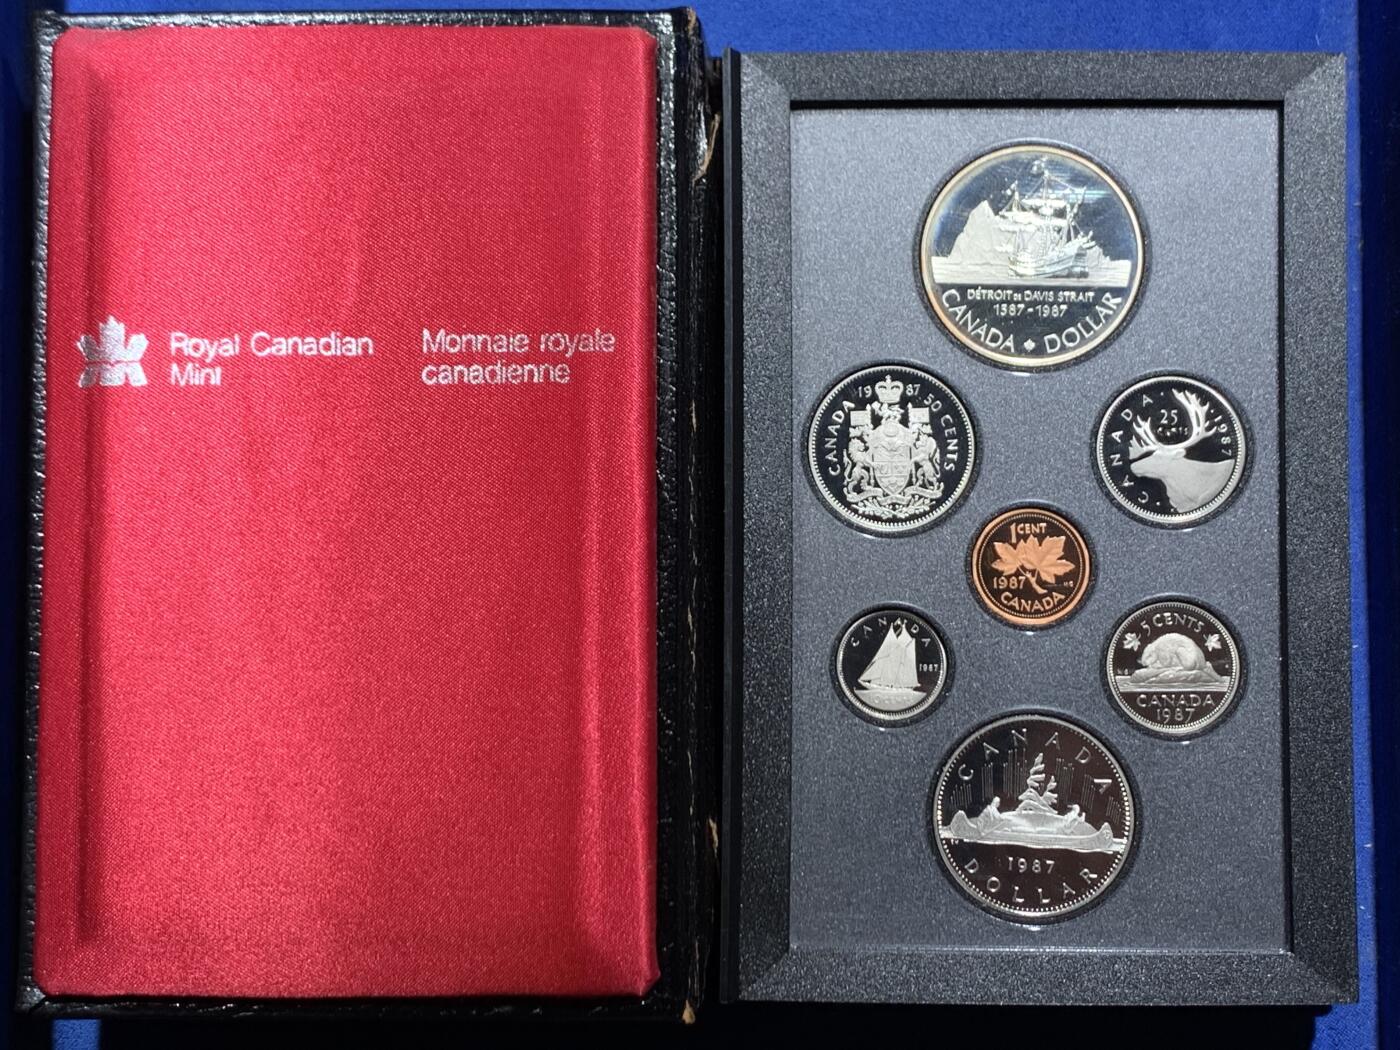 Royal Canadian
Mint
Monnaie royale
canadienne
DÉTROIT DE DAVIS STRAIT
1587-1987
CANADA DOLLAR
CANADA 1987 50 CENTS
CANADA 1987
25
CENTS
1 CENT
1987
CANADA
CANADA
1987
5 CENTS
CANADA
1987
CANADA
1987
DOLLAR